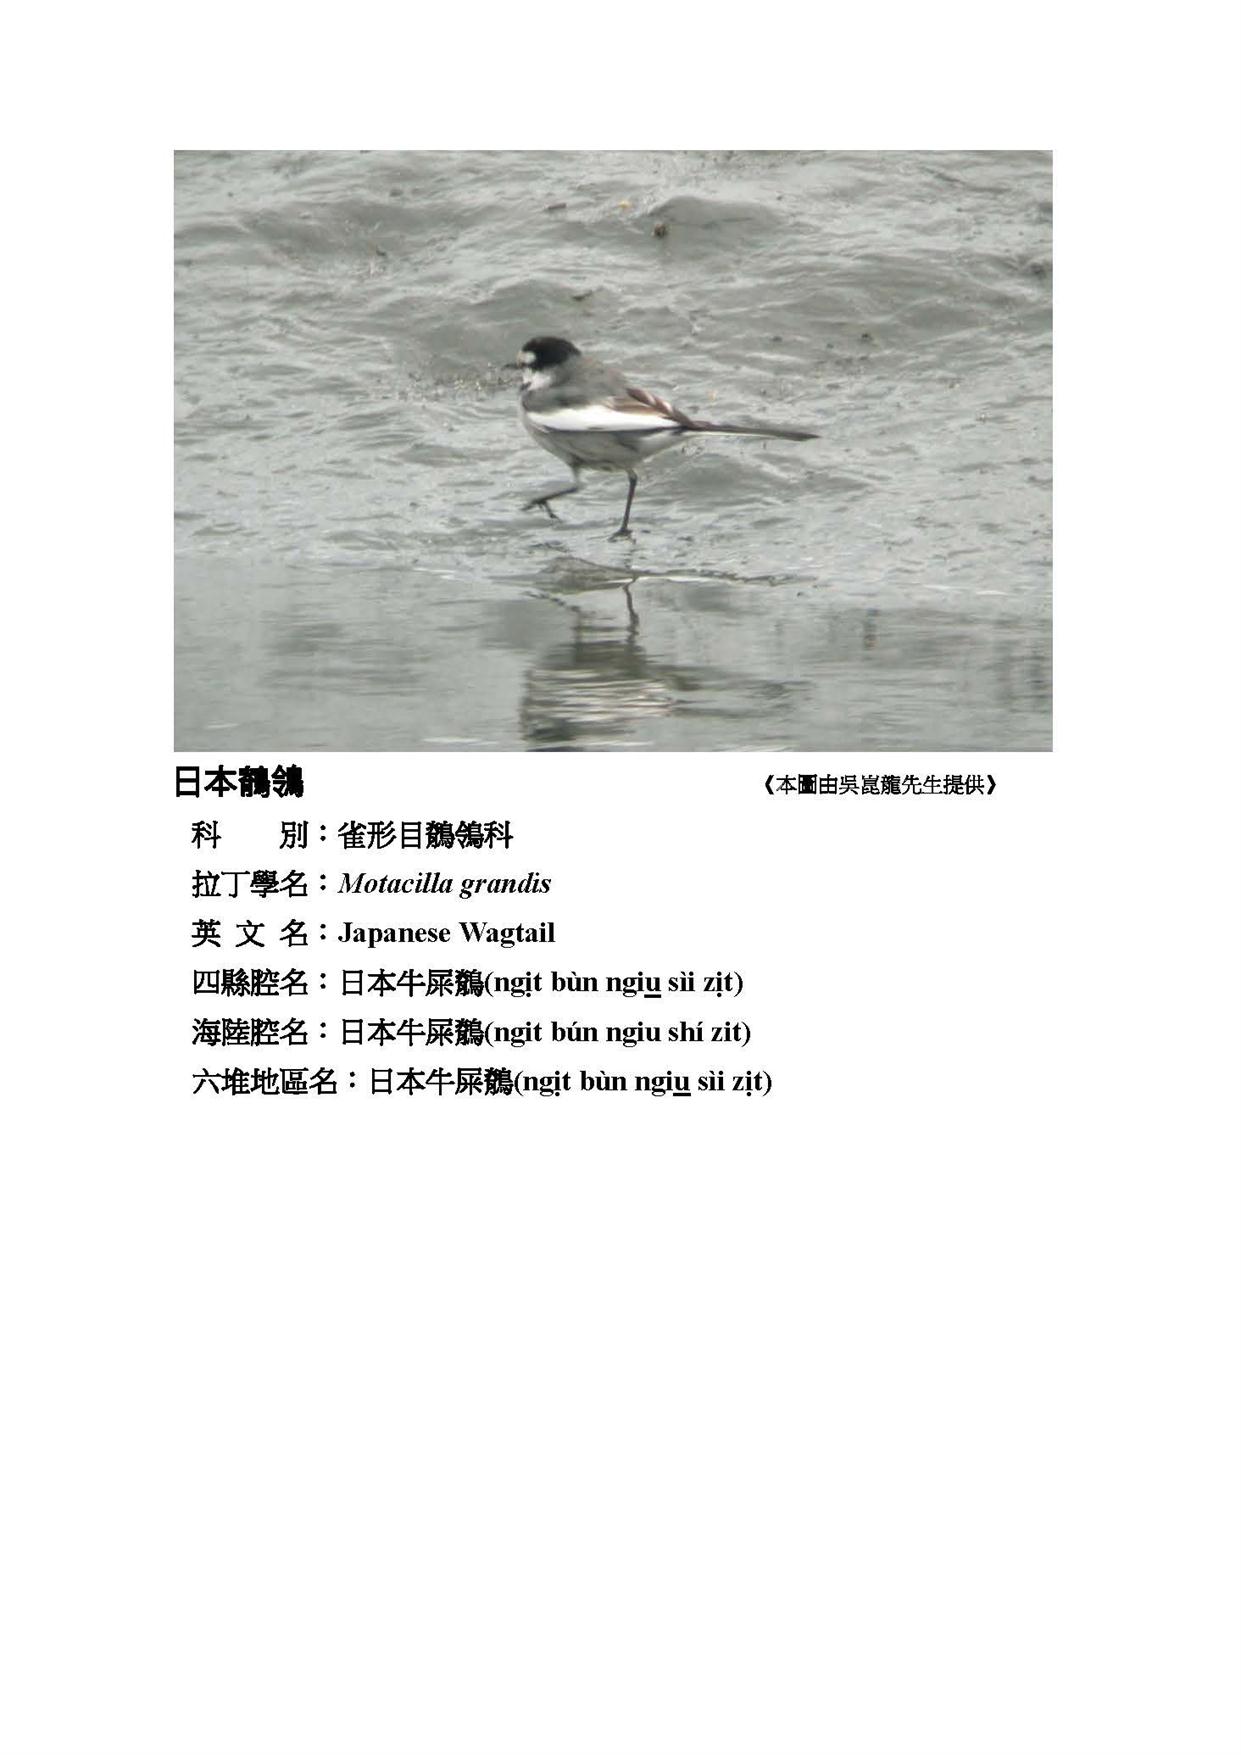 日本鶺鴒 《本圖由吳崑龍先生提供》
科 別：雀形目鶺鴒科
拉丁學名：Motacilla grandis
英 文 名：Japanese Wagtail
四縣腔名：日本牛屎鶺(ngịt bùn ngiu̲ sìi zịt)
海陸腔名：日本牛屎鶺(ngit bún ngiu shí zit)
六堆地區名：日本牛屎鶺(ngịt bùn ngiu̲ sìi zịt)